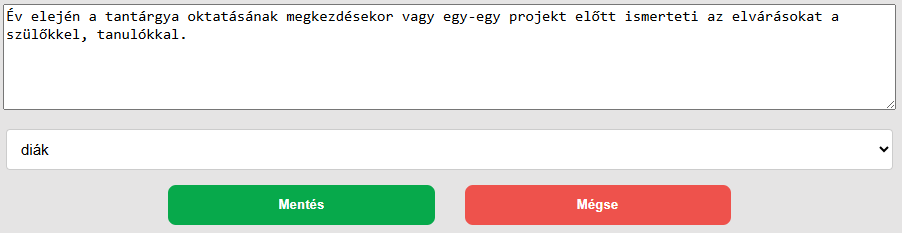 Év elején a tantárgya oktatásának megkezdésekor vagy egy-egy projekt előtt ismerteti az elvárásokat a
szülőkkel, tanulókkal.
diák
Mentés
Mégse